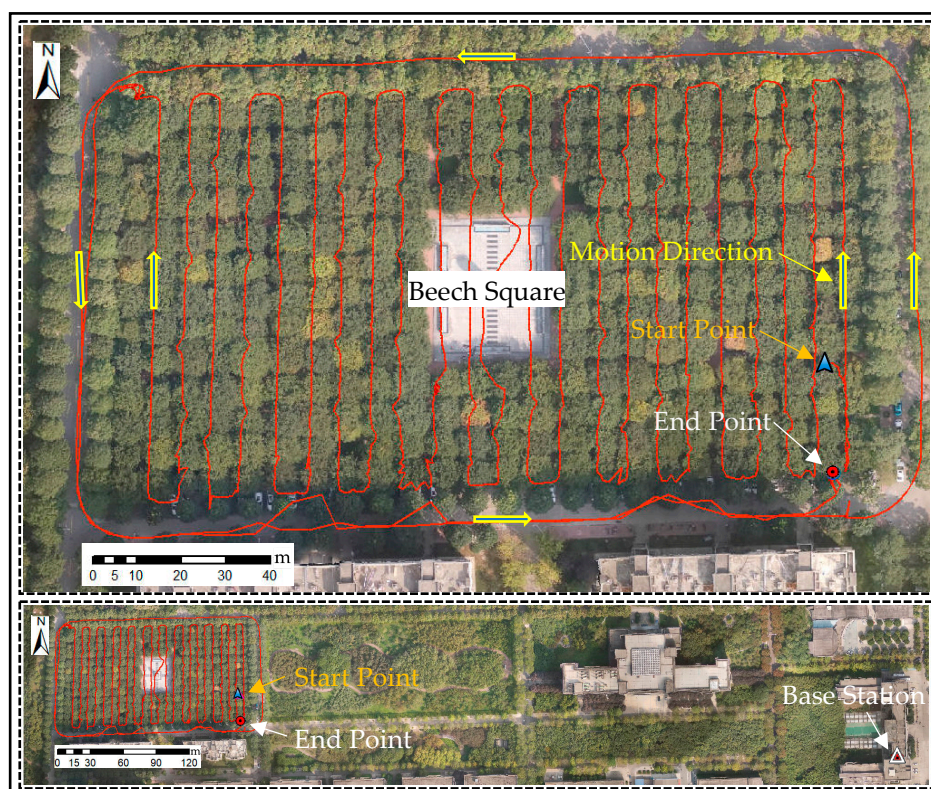 N
Beech Square
Motion Direction
Start Point
End Point
m
0 5 10 20 30 40
N
Start Point
End Point
Base Station
m
0 15 30 60 90 120